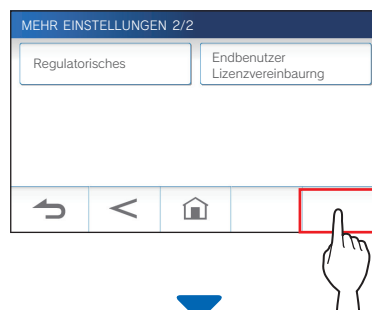 MEHR EINSTELLUNGEN 2/2
Regulatorisches
Endbenutzer
Lizenzvereinbaurng